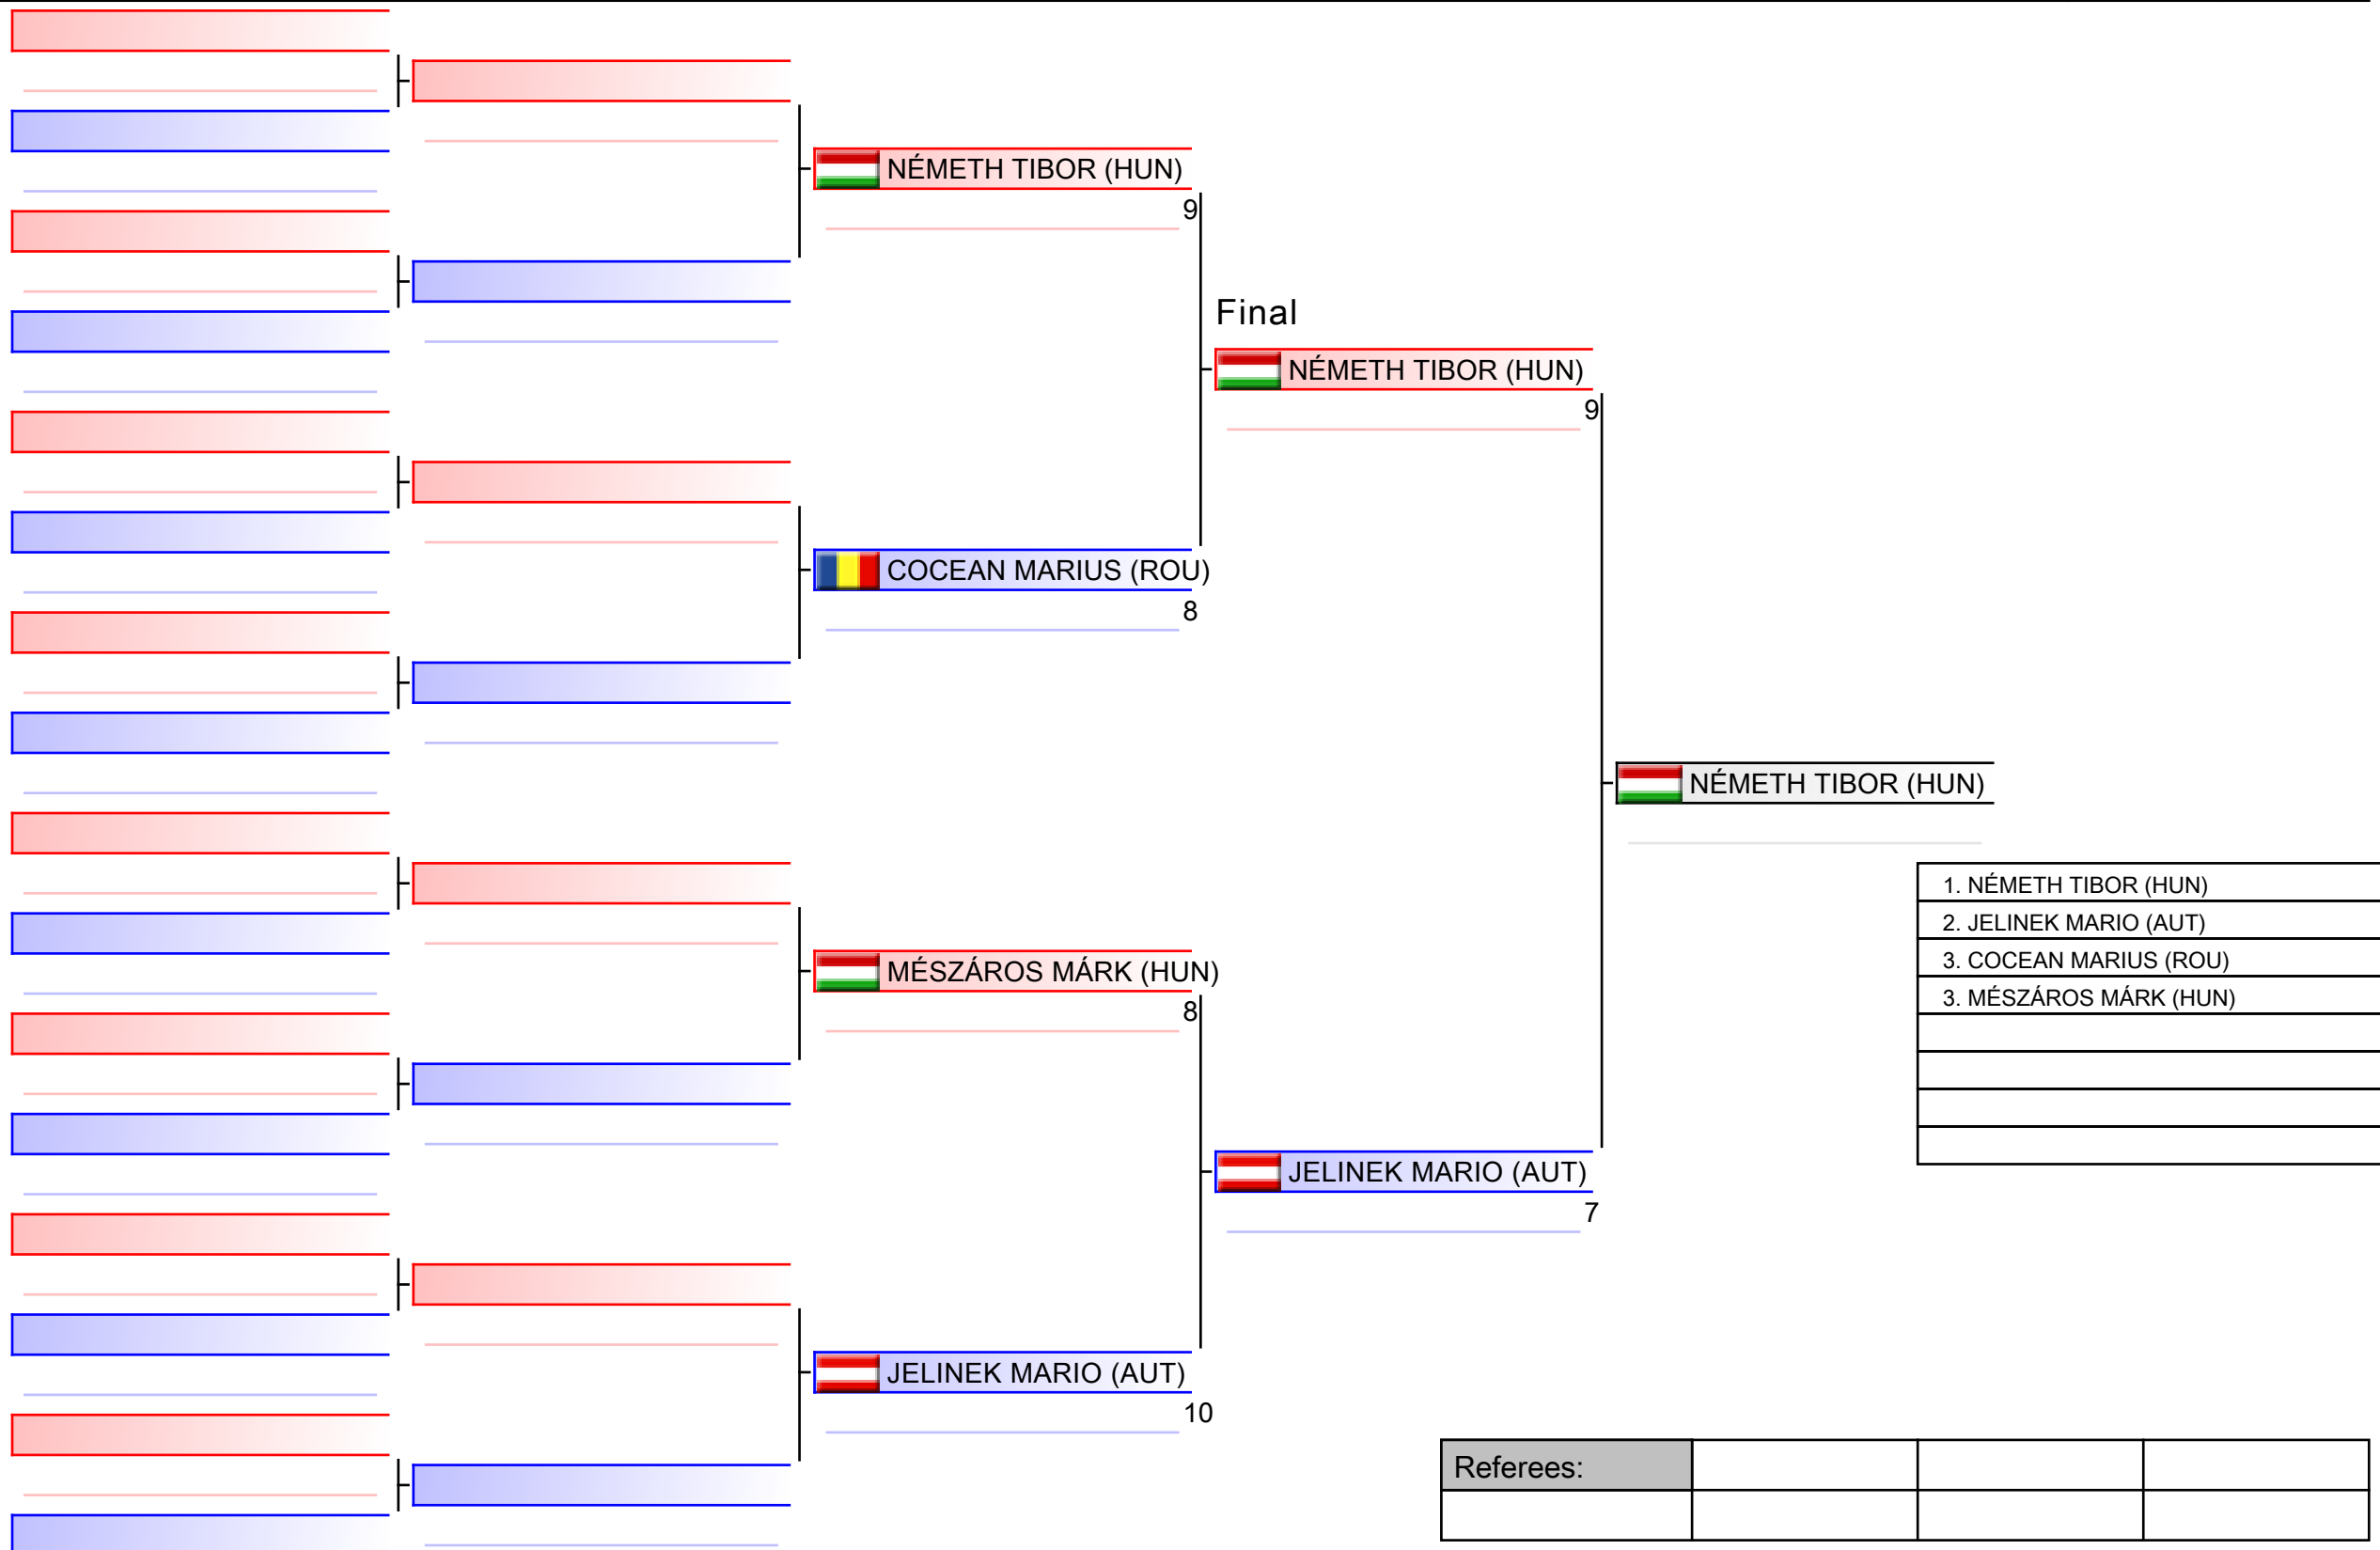 NÉMETH TIBOR (HUN)
9
Final
NÉMETH TIBOR (HUN)
9
COCEAN MARIUS (ROU)
8
NÉMETH TIBOR (HUN)
1. NÉMETH TIBOR (HUN)
2. JELINEK MARIO (AUT)
3. COCEAN MARIUS (ROU)
3. MÉSZÁROS MÁRK (HUN)
MÉSZÁROS MÁRK (HUN)
8
JELINEK MARIO (AUT)
7
JELINEK MARIO (AUT)
10
Referees: